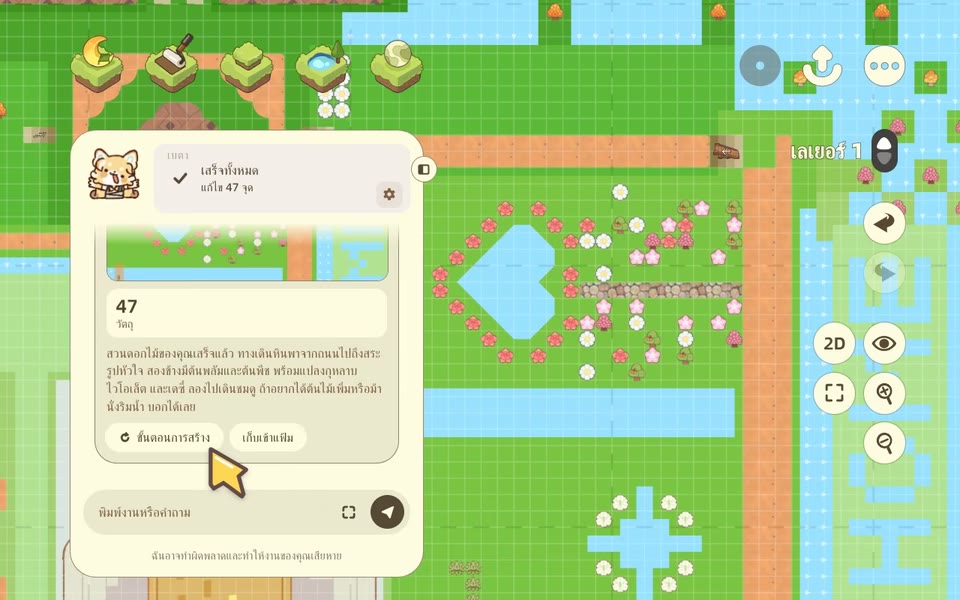 เลเยอร์ 1
เบตา
เสร็จทั้งหมด
แก้ไข 47 จุด
47
วัตถุ
สวนดอกไม้ของคุณเสร็จแล้ว ทางเดินหินพาจากถนนไปถึงสระ
รูปหัวใจ สองข้างมีต้นพลัมและต้นพีช พร้อมแปลงกุหลาบ
ไวโอเล็ต และเดซี่ ลองไปเดินชมดู ถ้าอยากได้ต้นไม้เพิ่มหรือม้า
นั่งริมน้ำ บอกได้เลย
ขั้นตอนการสร้าง
เก็บเข้าแฟ้ม
2D
พิมพ์งานหรือคำถาม
ฉันอาจทำผิดพลาดและทำให้งานของคุณเสียหาย